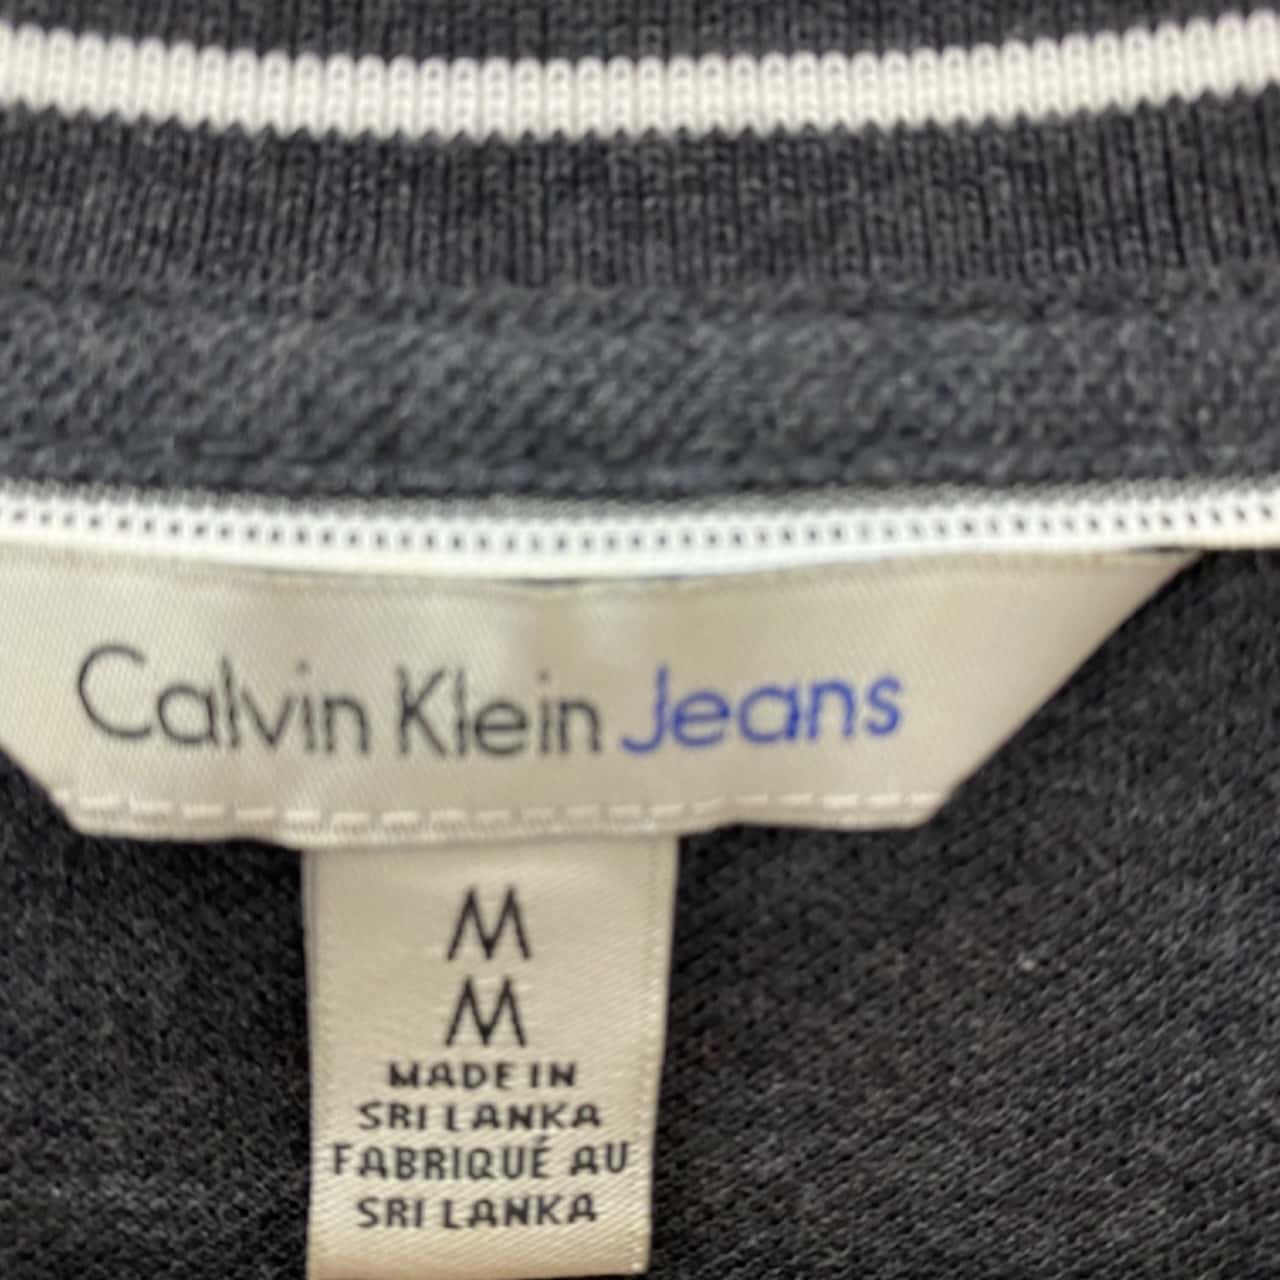 Calvin Klein Jeans
M
M
MADE IN
SRI LANKA
FABRIQUÉ AU
SRI LANKA